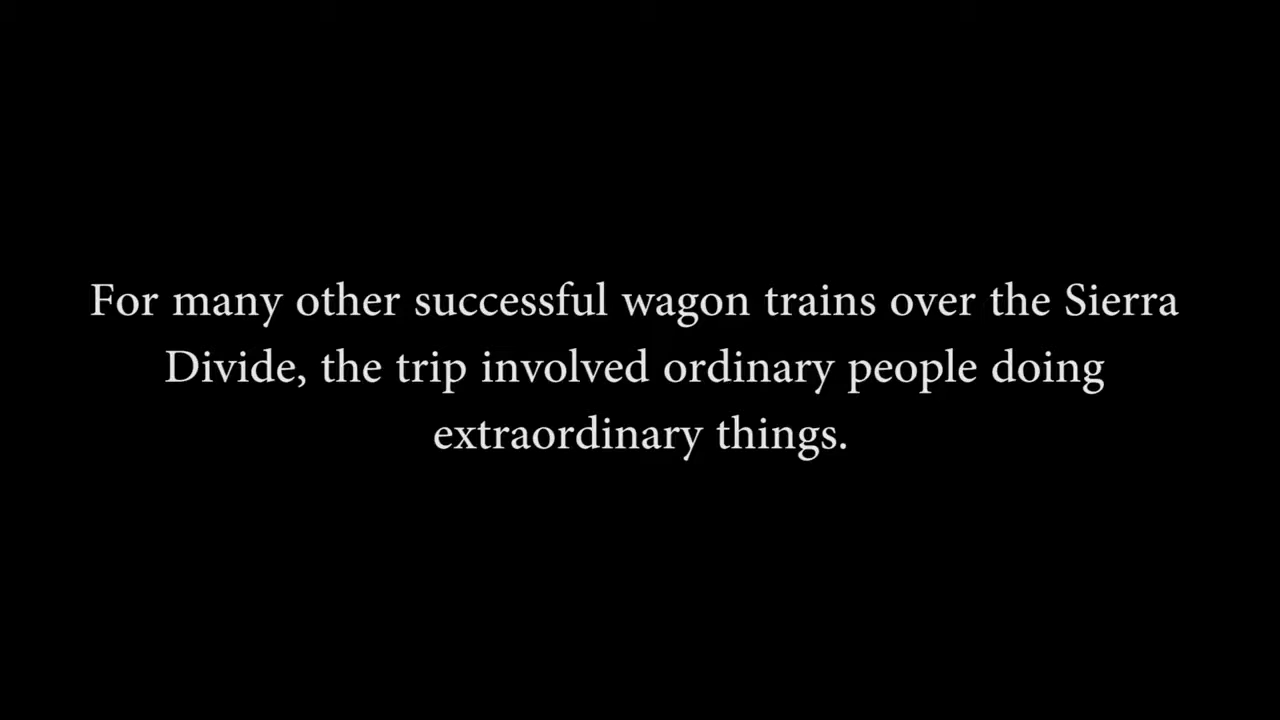 For many other successful wagon trains over the Sierra
Divide, the trip involved ordinary people doing
extraordinary things.